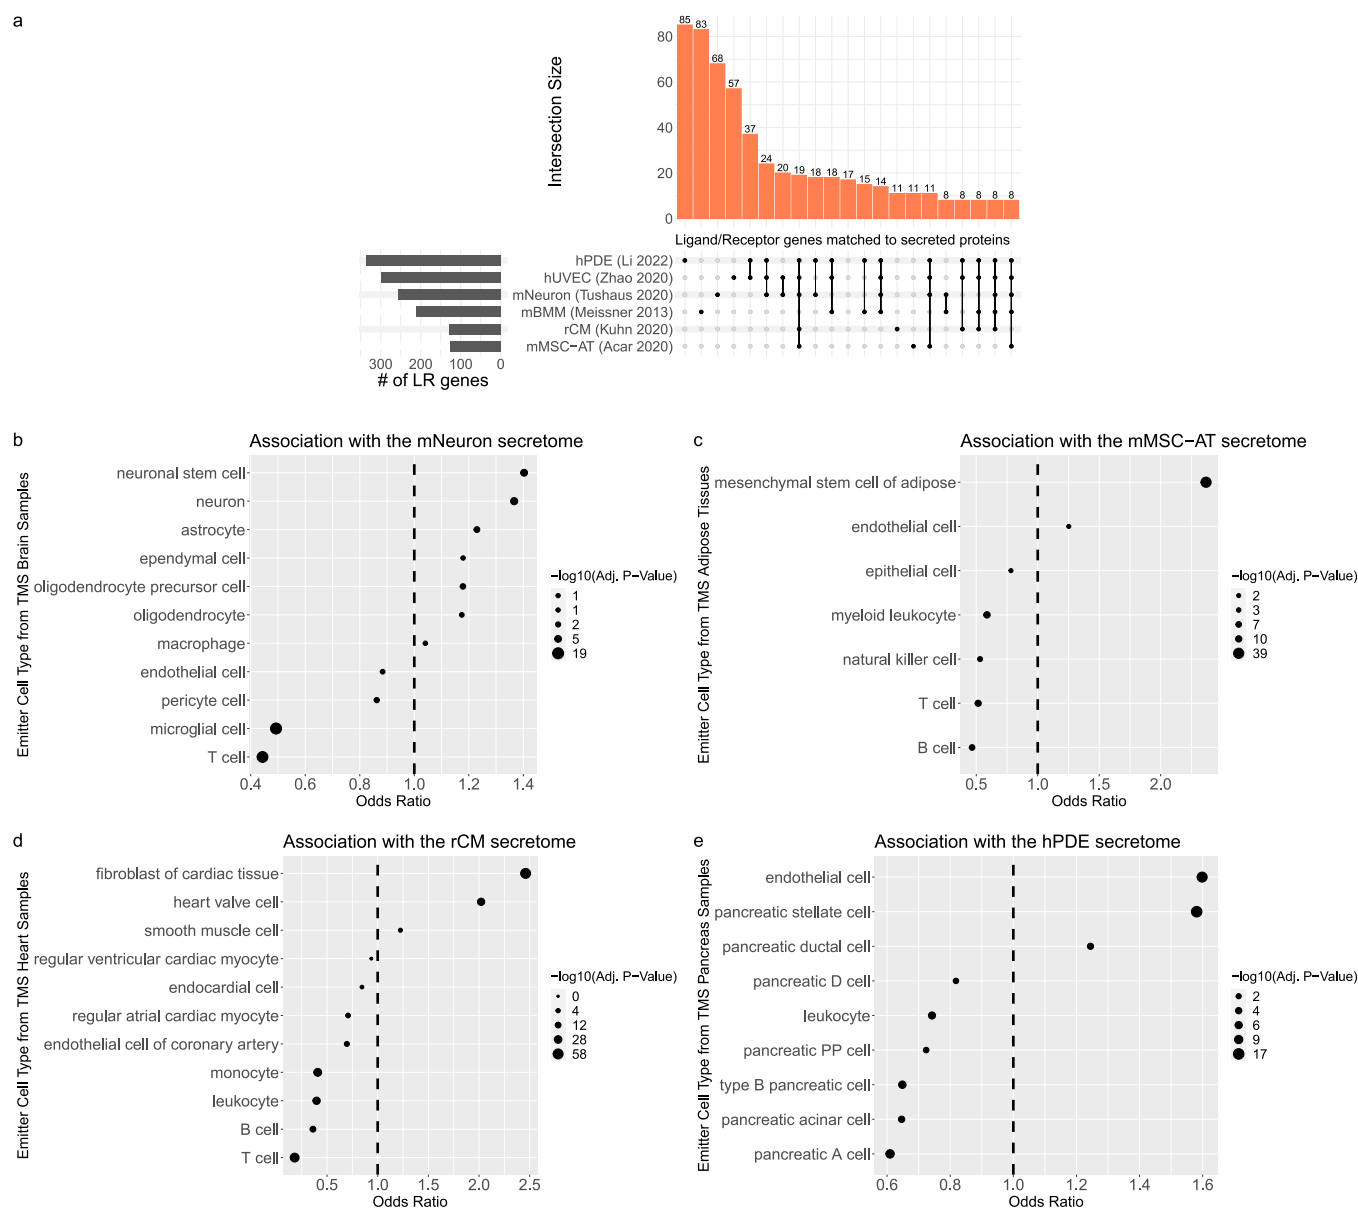 a
Intersection Size
80
60
40
20
0
85 83 68 57 37 24 20 19 18 18 17 15 14 11 11 11 8 8 8 8 8
Ligand/Receptor genes matched to secreted proteins
hPDE (Li 2022)
hUVEC (Zhao 2020)
mNeuron (Tushaus 2020)
mBMM (Meissner 2013)
rCM (Kuhn 2020)
mMSC−AT (Acar 2020)
300 200 100 0
# of LR genes
b
Association with the mNeuron secretome
Emitter Cell Type from TMS Brain Samples
neuronal stem cell
neuron
astrocyte
ependymal cell
oligodendrocyte precursor cell
oligodendrocyte
macrophage
endothelial cell
pericyte cell
microglial cell
T cell
0.4 0.6 0.8 1.0 1.2 1.4
Odds Ratio
−log10(Adj. P−Value)
1
1
2
5
19
c
Association with the mMSC−AT secretome
Emitter Cell Type from TMS Adipose Tissues
mesenchymal stem cell of adipose
endothelial cell
epithelial cell
myeloid leukocyte
natural killer cell
T cell
B cell
0.5 1.0 1.5 2.0
Odds Ratio
−log10(Adj. P−Value)
2
3
7
10
39
d
Association with the rCM secretome
Emitter Cell Type from TMS Heart Samples
fibroblast of cardiac tissue
heart valve cell
smooth muscle cell
regular ventricular cardiac myocyte
endocardial cell
regular atrial cardiac myocyte
endothelial cell of coronary artery
monocyte
leukocyte
B cell
T cell
0.5 1.0 1.5 2.0 2.5
Odds Ratio
−log10(Adj. P−Value)
0
4
12
28
58
e
Association with the hPDE secretome
Emitter Cell Type from TMS Pancreas Samples
endothelial cell
pancreatic stellate cell
pancreatic ductal cell
pancreatic D cell
leukocyte
pancreatic PP cell
type B pancreatic cell
pancreatic acinar cell
pancreatic A cell
0.6 0.8 1.0 1.2 1.4 1.6
Odds Ratio
−log10(Adj. P−Value)
2
4
6
9
17